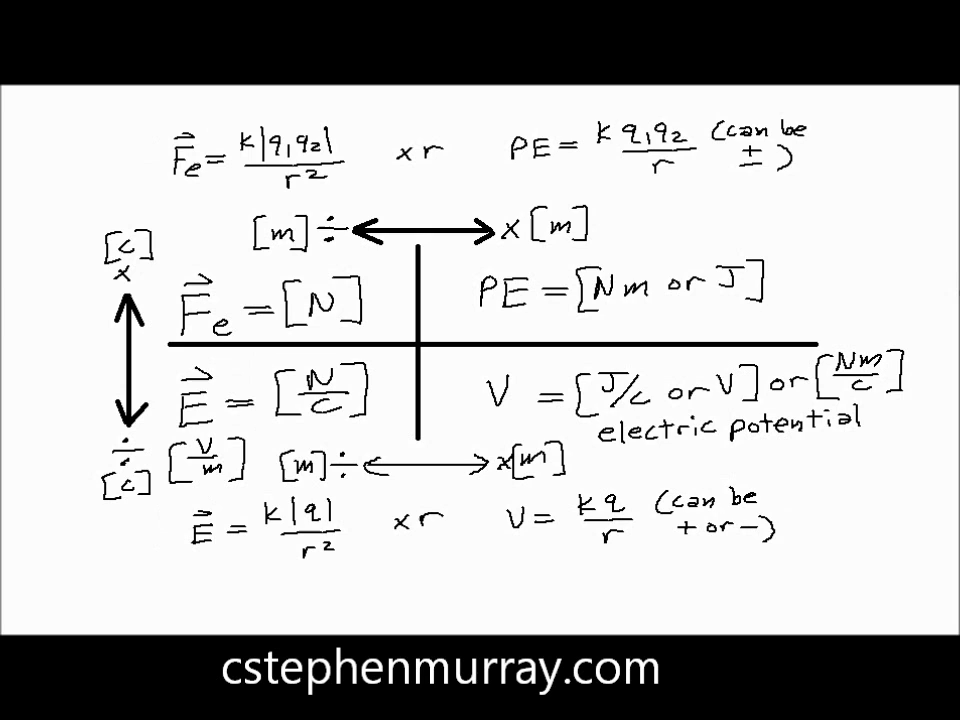 F⃗e = k|q₁q₂| / r²   x r   PE = k q₁q₂ / r (can be ±)
[m] ÷ ↔ x [m]
[c] x
F⃗e = [N]   PE = [Nm or J]
E⃗ = [N/C]   V = [J/c or V] or [Nm/C]
electric potential
÷ [c] [V/m] [m] ÷ ↔ x[m]
E⃗ = k|q| / r²   x r   V = k q / r (can be + or −)
cstephenmurray.com